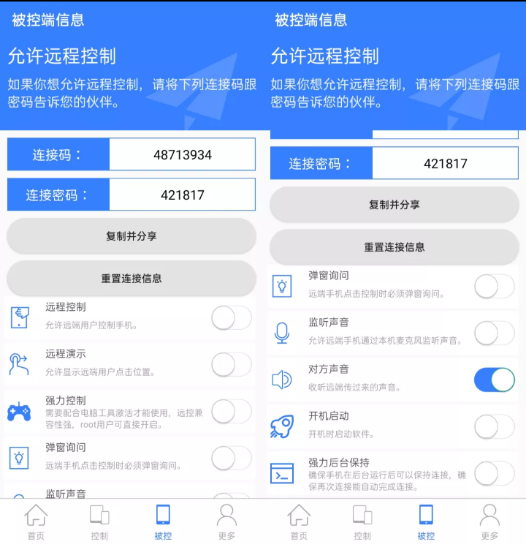 被控端信息
允许远程控制
如果你想允许远程控制，请将下列连接码跟
密码告诉您的伙伴。
连接码：
48713934
连接密码：
421817
复制并分享
重置连接信息
远程控制
允许远端用户控制手机。
远程演示
允许显示远端用户点击位置。
强力控制
需要配合电脑工具激活才能使用，远控兼
容性强，root用户可直接开启。
弹窗询问
远端手机点击控制时必须弹窗询问。
监听声音
首页
控制
被控
更多
被控端信息
允许远程控制
如果你想允许远程控制，请将下列连接码跟
密码告诉您的伙伴。
连接密码：
421817
复制并分享
重置连接信息
弹窗询问
远端手机点击控制时必须弹窗询问。
监听声音
允许远端手机通过本机麦克风监听声音。
对方声音
收听远端传过来的声音。
开机启动
开机时启动软件。
强力后台保持
确保手机在后台运行后可以保持连接，确
保再次连接能自动完成连接。
首页
控制
被控
更多